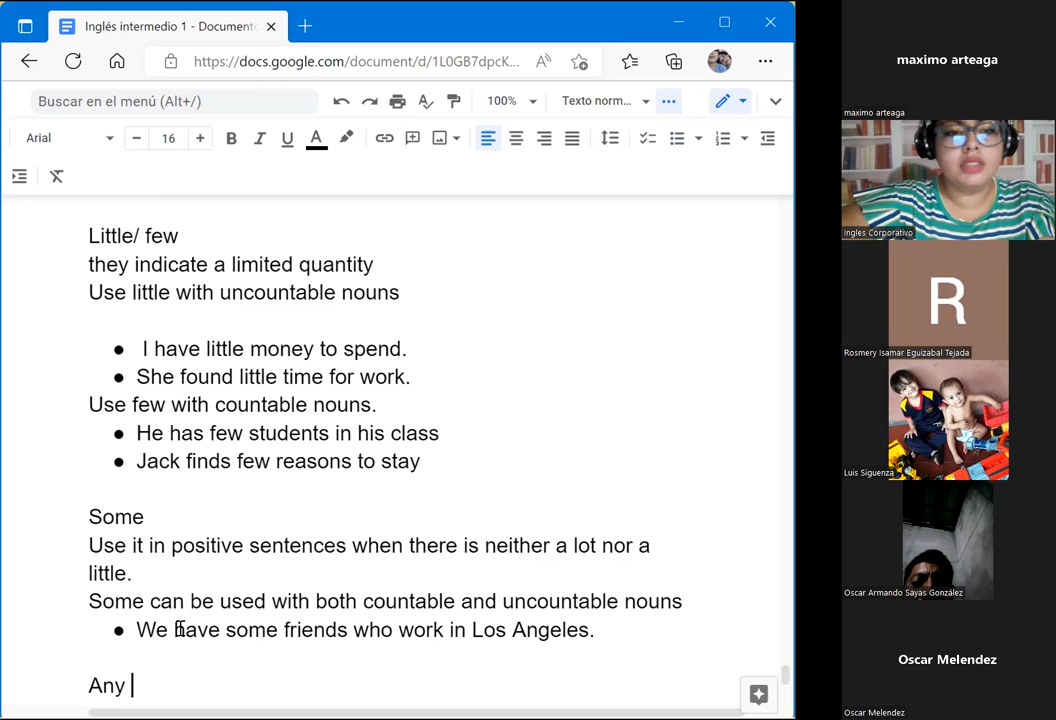 Inglés intermedio 1 - Document
https://docs.google.com/document/d/1L0GB7dpcK...
Buscar en el menú (Alt+/)
100%
Texto norm...
Arial
16
Little/ few
they indicate a limited quantity
Use little with uncountable nouns
● I have little money to spend.
● She found little time for work.
Use few with countable nouns.
● He has few students in his class
● Jack finds few reasons to stay
Some
Use it in positive sentences when there is neither a lot nor a
little.
Some can be used with both countable and uncountable nouns
● We have some friends who work in Los Angeles.
Any
maximo arteaga
maximo arteaga
Ingles Corporativo
R
Rosmery Isamar Eguizabal Tejada
Luis Siguenza
Oscar Armando Sayas González
Oscar Melendez
Oscar Melendez